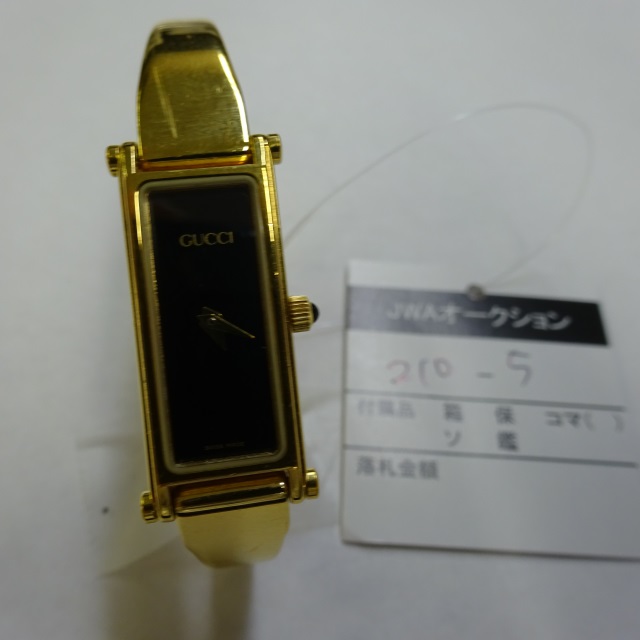 GUCCI
JWAオークション
210-5
付属品 箱 保 コマ( )
ソ 鑑
落札金額